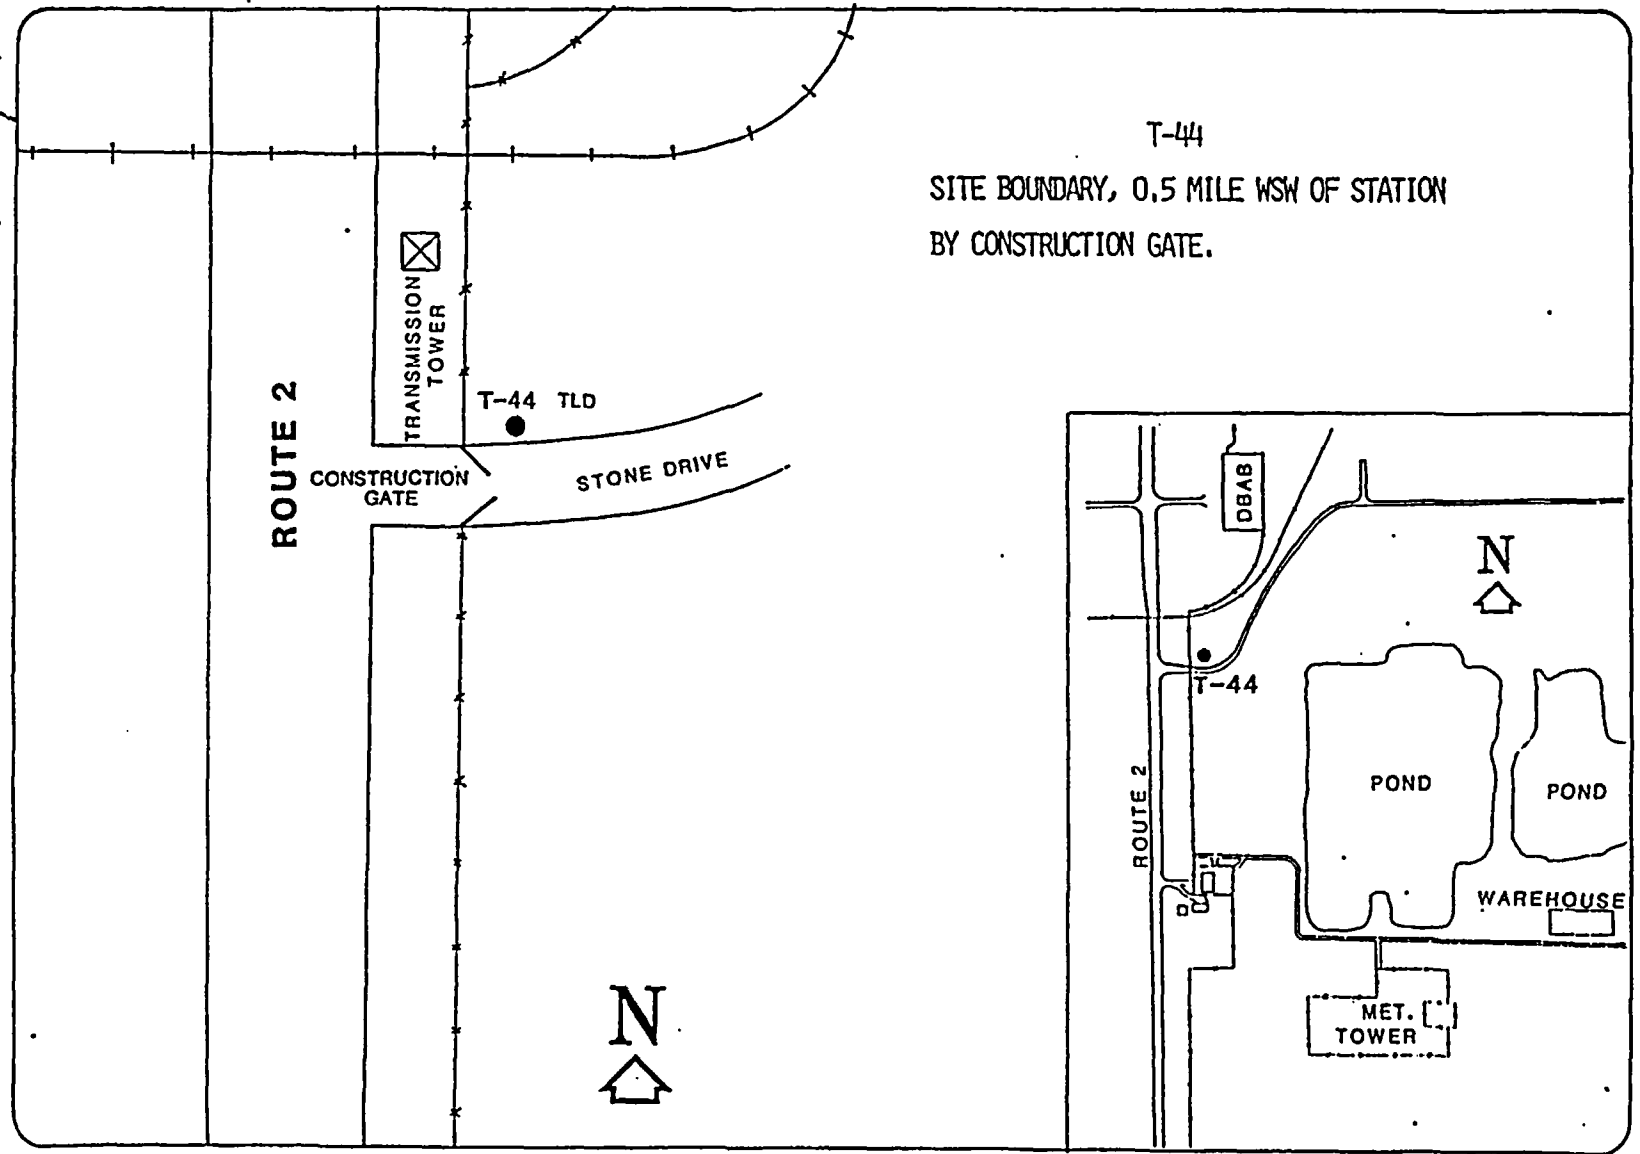 T-44
SITE BOUNDARY, 0.5 MILE WSW OF STATION
BY CONSTRUCTION GATE.
TRANSMISSION
TOWER
T-44 TLD
ROUTE 2
CONSTRUCTION
GATE
STONE DRIVE
N
DBAB
N
T-44
ROUTE 2
POND
POND
WAREHOUSE
MET.
TOWER